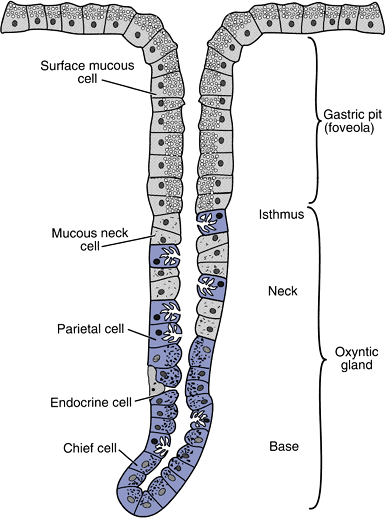 Surface mucous
cell
Gastric pit
(foveola)
Isthmus
Mucous neck
cell
Neck
Parietal cell
Oxyntic
gland
Endocrine cell
Chief cell
Base